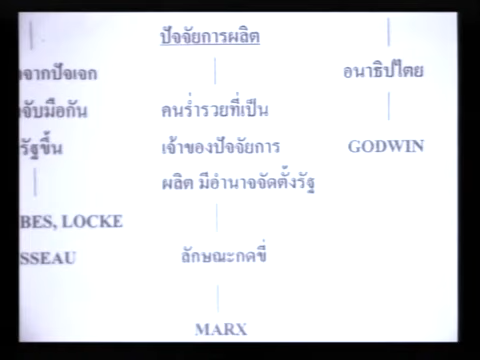 ปัจจัยการผลิต
จากปัจเจก
อนาธิปไตย
จับมือกัน
คนร่ำรวยที่เป็น
รัฐขึ้น
เจ้าของปัจจัยการ
GODWIN
ผลิต มีอำนาจจัดตั้งรัฐ
BES, LOCKE
SSEAU
ลักษณะกดขี่
MARX